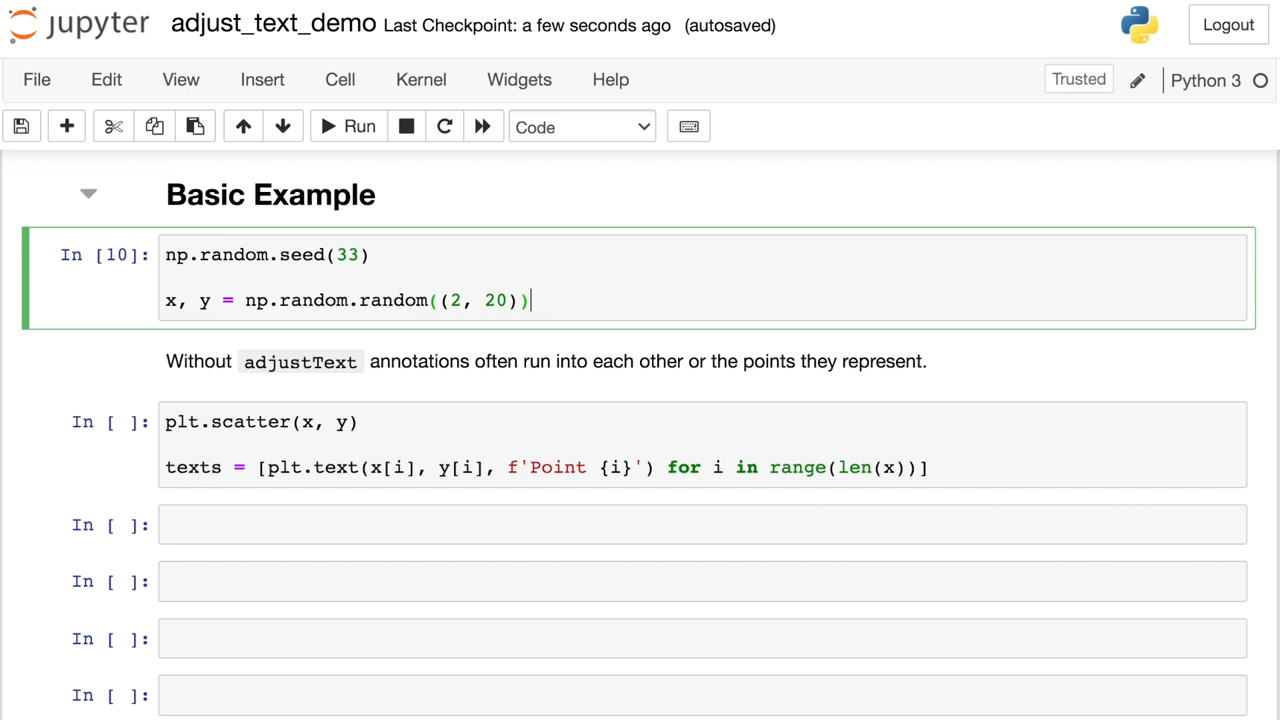 jupyter adjust_text_demo Last Checkpoint: a few seconds ago (autosaved) Logout
File Edit View Insert Cell Kernel Widgets Help Trusted Python 3
Run Code
Basic Example
In [10]: np.random.seed(33)
x, y = np.random.random((2, 20))
Without adjustText annotations often run into each other or the points they represent.
In [ ]: plt.scatter(x, y)
texts = [plt.text(x[i], y[i], f'Point {i}') for i in range(len(x))]
In [ ]:
In [ ]:
In [ ]:
In [ ]: